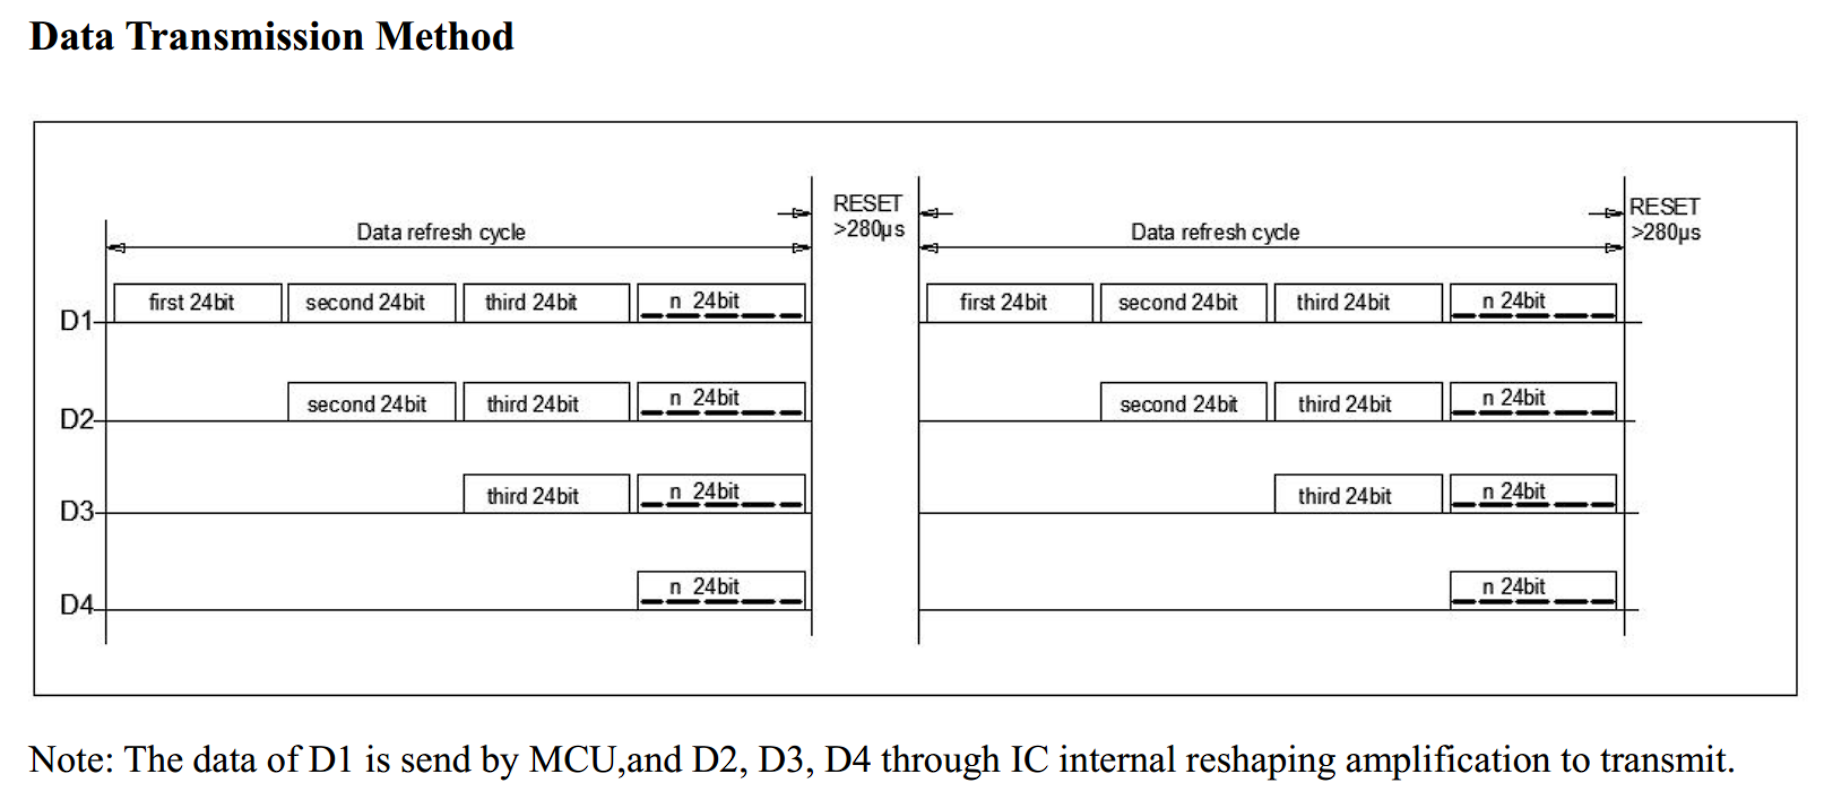 Data Transmission Method
RESET
>280μs
RESET
>280μs
Data refresh cycle
Data refresh cycle
D1
first 24bit
second 24bit
third 24bit
n 24bit
first 24bit
second 24bit
third 24bit
n 24bit
D2
second 24bit
third 24bit
n 24bit
second 24bit
third 24bit
n 24bit
D3
third 24bit
n 24bit
third 24bit
n 24bit
D4
n 24bit
n 24bit
Note: The data of D1 is send by MCU,and D2, D3, D4 through IC internal reshaping amplification to transmit.